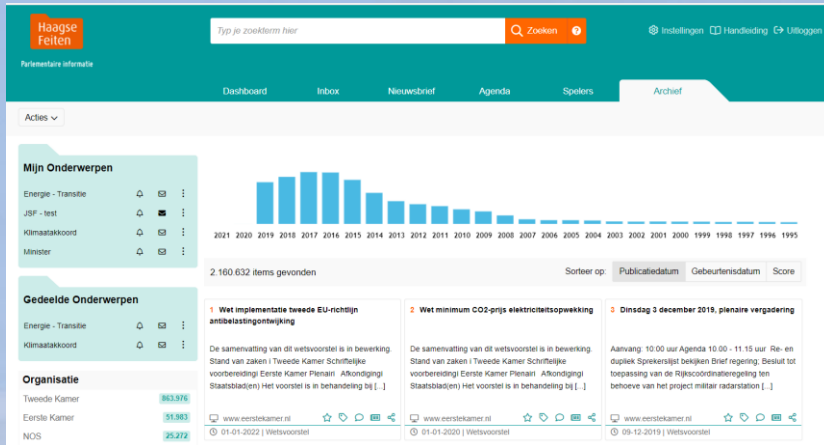 Haagse
Feiten
Parlementaire informatie
Typ je zoekterm hier
Zoeken
?
Instellingen
Handleiding
Uitloggen
Dashboard
Inbox
Nieuwsbrief
Agenda
Spelers
Archief
Acties
Mijn Onderwerpen
Energie - Transitie
JSF - test
Klimaatakkoord
Minister
Gedeelde Onderwerpen
Energie - Transitie
Klimaatakkoord
Organisatie
Tweede Kamer 863.976
Eerste Kamer 51.983
NOS 25.272
2021 2020 2019 2018 2017 2016 2015 2014 2013 2012 2011 2010 2009 2008 2007 2006 2005 2004 2003 2002 2001 2000 1999 1998 1997 1996 1995
2.160.632 items gevonden
Sorteer op: Publicatiedatum Gebeurtenisdatum Score
1 Wet implementatie tweede EU-richtlijn
antibelastingontwijking
De samenvatting van dit wetsvoorstel is in bewerking.
Stand van zaken i Tweede Kamer Schriftelijke
voorbereidingi Eerste Kamer Plenairi Afkondigingi
Staatsblad(en) Het voorstel is in behandeling bij [...]
www.eerstekamer.nl
01-01-2022 | Wetsvoorstel
2 Wet minimum CO2-prijs elektriciteitsopwekking
De samenvatting van dit wetsvoorstel is in bewerking.
Stand van zaken i Tweede Kamer Schriftelijke
voorbereidingi Eerste Kamer Plenairi Afkondigingi
Staatsblad(en) Het voorstel is in behandeling bij [...]
www.eerstekamer.nl
01-01-2020 | Wetsvoorstel
3 Dinsdag 3 december 2019, plenaire vergadering
Aanvang: 10:00 uur Agenda 10.00 - 11.15 uur Re- en
dupliek Sprekerslijst bekijken Brief regering; Besluit tot
toepassing van de Rijkscoördinatieregeling ten
behoeve van het project militair radarstation [...]
www.eerstekamer.nl
09-12-2019 | Wetsvoorstel